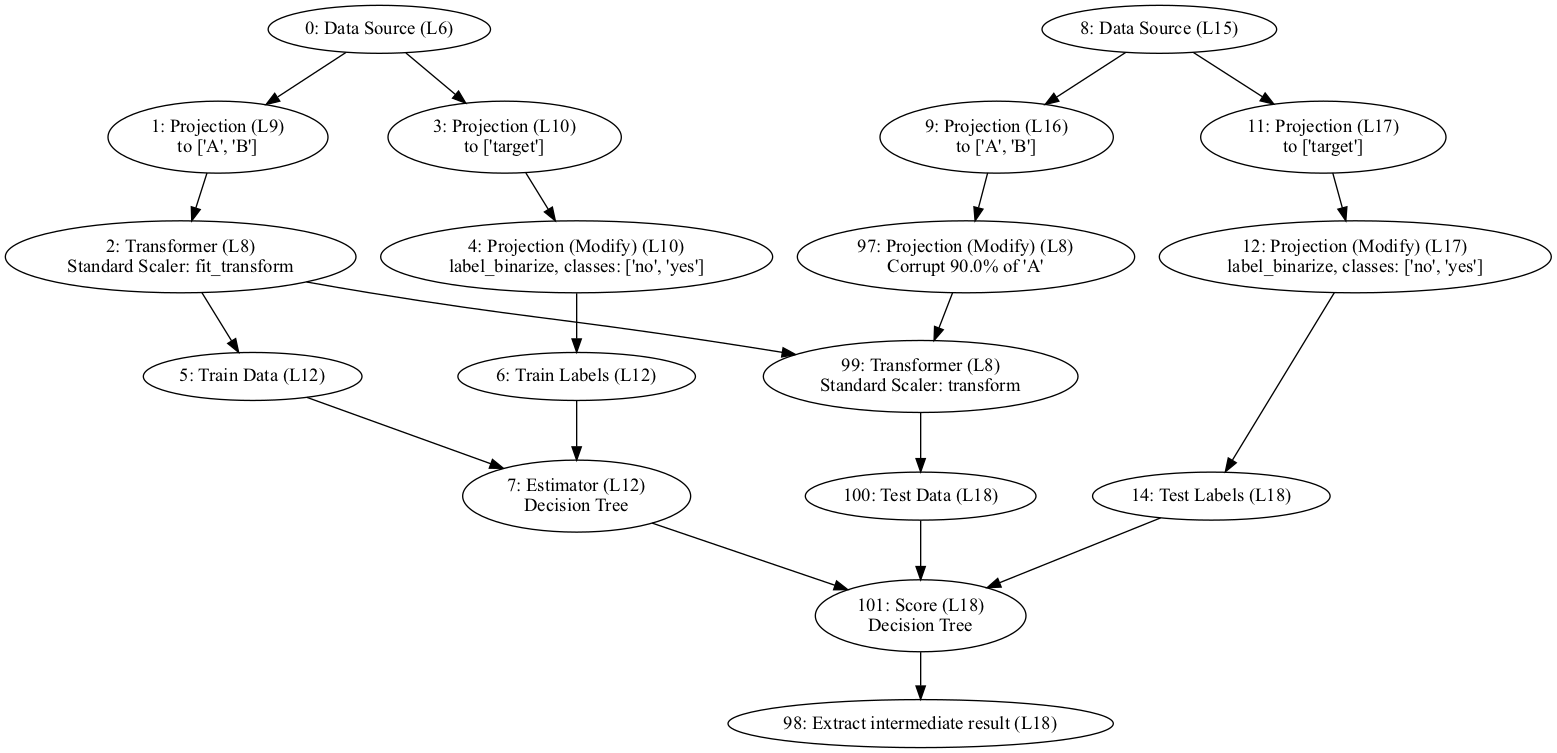 0: Data Source (L6)
8: Data Source (L15)
1: Projection (L9)
to ['A', 'B']
3: Projection (L10)
to ['target']
9: Projection (L16)
to ['A', 'B']
11: Projection (L17)
to ['target']
2: Transformer (L8)
Standard Scaler: fit_transform
4: Projection (Modify) (L10)
label_binarize, classes: ['no', 'yes']
97: Projection (Modify) (L8)
Corrupt 90.0% of 'A'
12: Projection (Modify) (L17)
label_binarize, classes: ['no', 'yes']
5: Train Data (L12)
6: Train Labels (L12)
99: Transformer (L8)
Standard Scaler: transform
7: Estimator (L12)
Decision Tree
100: Test Data (L18)
14: Test Labels (L18)
101: Score (L18)
Decision Tree
98: Extract intermediate result (L18)